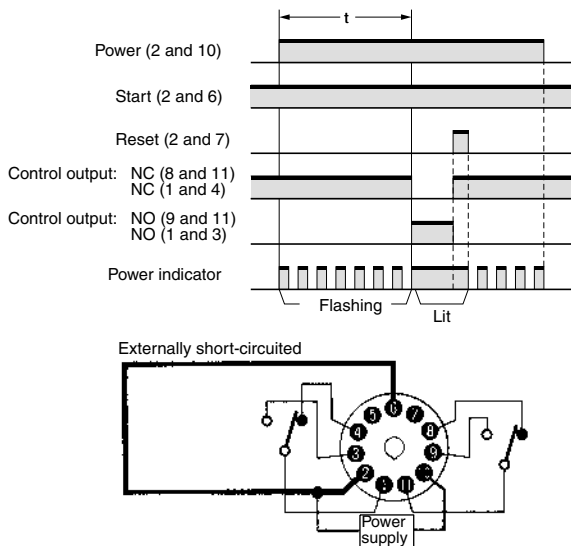 t
Power (2 and 10)
Start (2 and 6)
Reset (2 and 7)
Control output: NC (8 and 11)
NC (1 and 4)
Control output: NO (9 and 11)
NO (1 and 3)
Power indicator
Flashing
Lit
Externally short-circuited
6
5
7
4
8
3
9
2
10
1
11
Power
supply